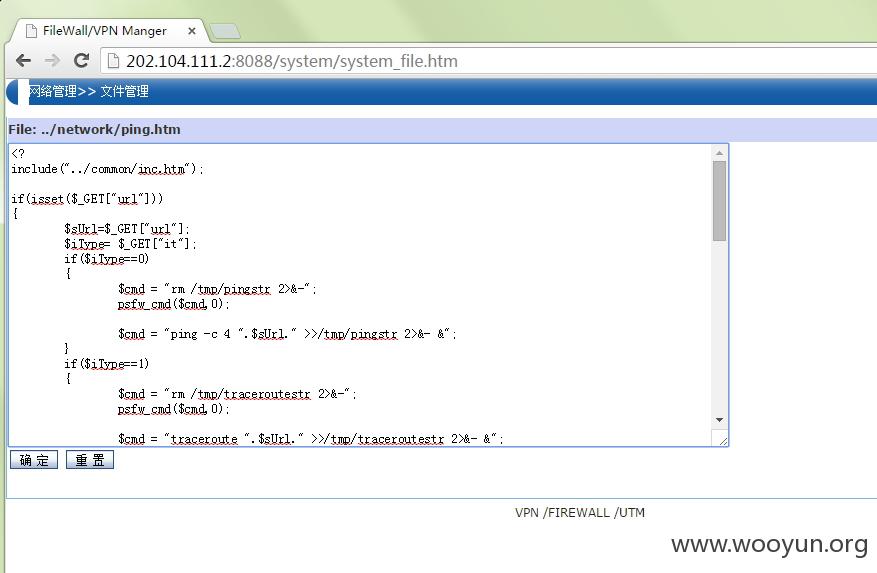 FileWall/VPN Manger
202.104.111.2:8088/system/system_file.htm
网络管理>> 文件管理
File: ../network/ping.htm
<?
include("../common/inc.htm");
if(isset($_GET["url"]))
{
$sUrl=$_GET["url"];
$iType= $_GET["it"];
if($iType==0)
{
$cmd = "rm /tmp/pingstr 2>&-";
psfw_cmd($cmd,0);
$cmd = "ping -c 4 ".$sUrl." >>/tmp/pingstr 2>&- &";
}
if($iType==1)
{
$cmd = "rm /tmp/traceroutestr 2>&-";
psfw_cmd($cmd,0);
$cmd = "traceroute ".$sUrl." >>/tmp/traceroutestr 2>&- &";
确 定 重 置
VPN /FIREWALL /UTM
www.wooyun.org